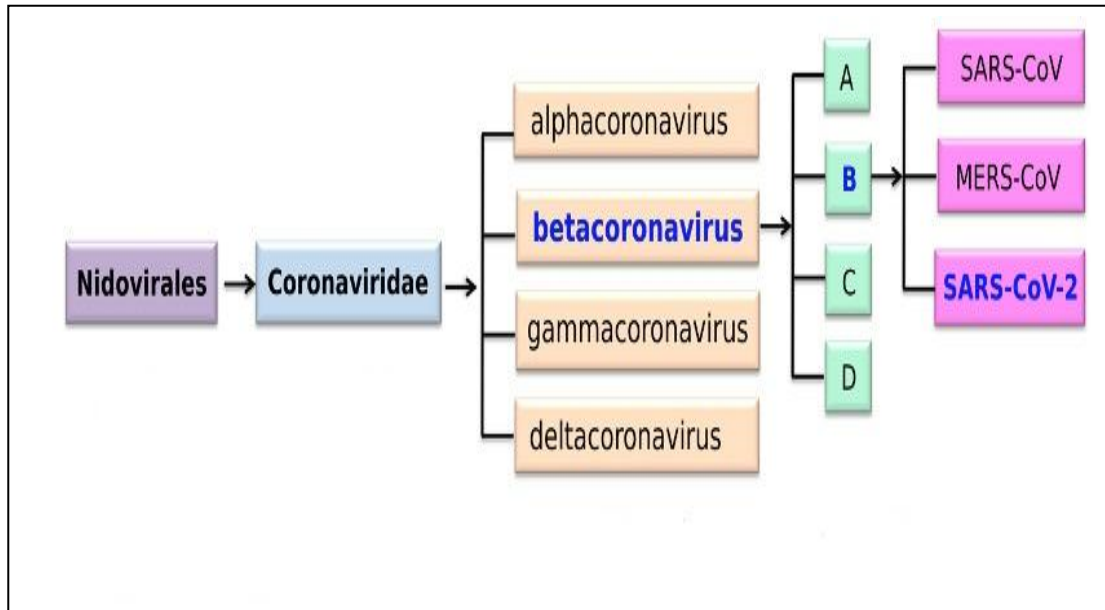 Nidovirales
Coronaviridae
alphacoronavirus
betacoronavirus
gammacoronavirus
deltacoronavirus
A
B
C
D
SARS-CoV
MERS-CoV
SARS-CoV-2